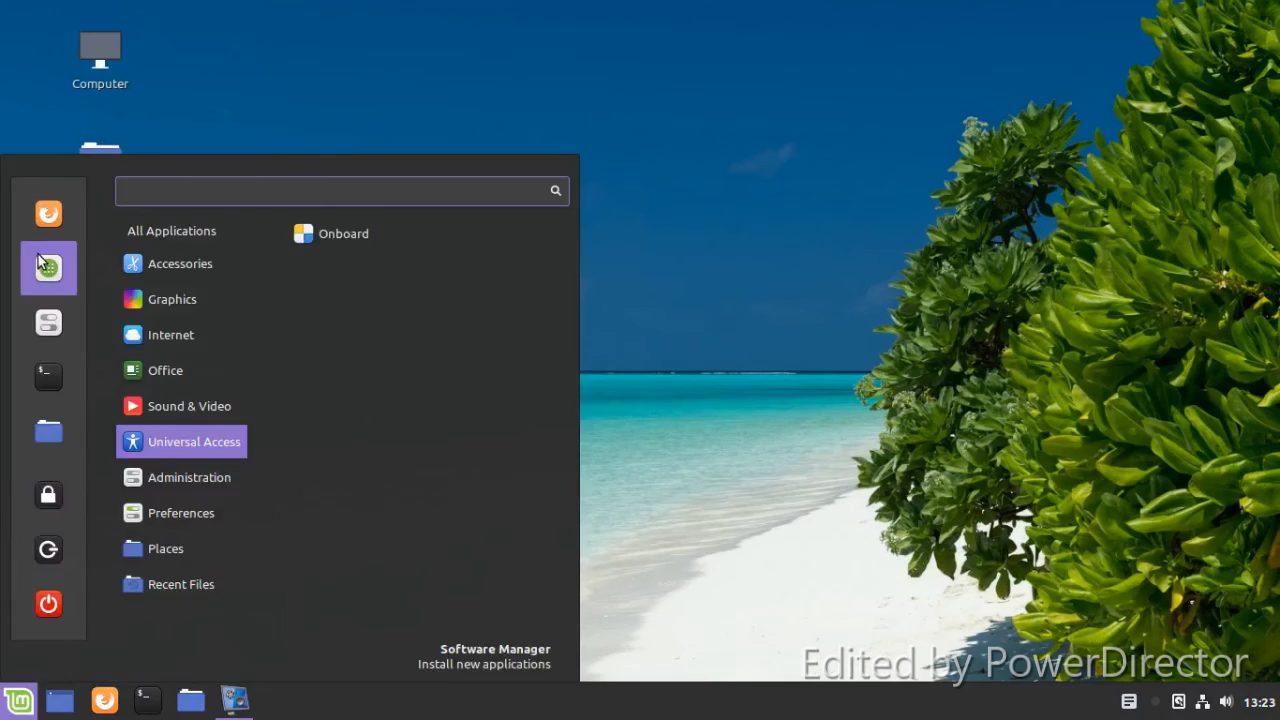 Computer
All Applications
Accessories
Graphics
Internet
Office
Sound & Video
Universal Access
Administration
Preferences
Places
Recent Files
Onboard
Software Manager
Install new applications
Edited by PowerDirector
13:23